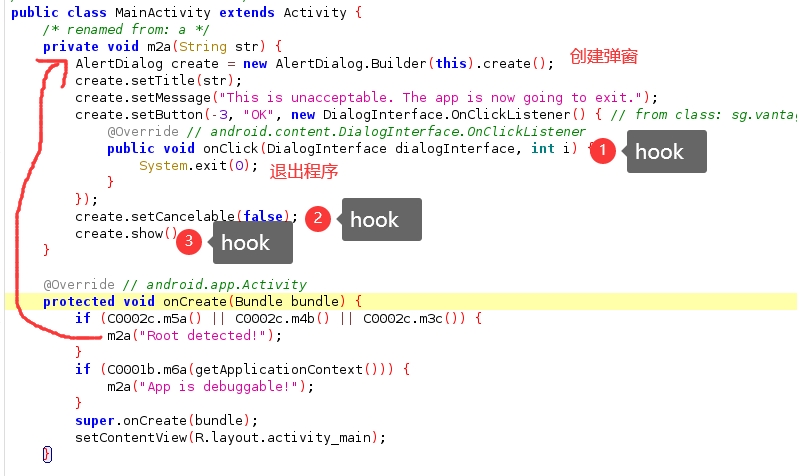 public class MainActivity extends Activity {
/* renamed from: a */
private void m2a(String str) {
AlertDialog create = new AlertDialog.Builder(this).create(); 创建弹窗
create.setTitle(str);
create.setMessage("This is unacceptable. The app is now going to exit.");
create.setButton(-3, "OK", new DialogInterface.OnClickListener() { // from class: sg.vantag
@Override // android.content.DialogInterface.OnClickListener
public void onClick(DialogInterface dialogInterface, int i) { 1 hook
System.exit(0); 退出程序
}
});
create.setCancelable(false); 2 hook
create.show() 3 hook
}
@Override // android.app.Activity
protected void onCreate(Bundle bundle) {
if (C0002c.m5a() || C0002c.m4b() || C0002c.m3c()) {
m2a("Root detected!");
}
if (C0001b.m6a(getApplicationContext())) {
m2a("App is debuggable!");
}
super.onCreate(bundle);
setContentView(R.layout.activity_main);
}